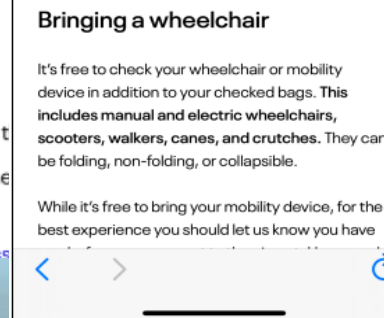 Bringing a wheelchair
It's free to check your wheelchair or mobility
device in addition to your checked bags. This
includes manual and electric wheelchairs,
scooters, walkers, canes, and crutches. They can
be folding, non-folding, or collapsible.
While it's free to bring your mobility device, for the
best experience you should let us know you have